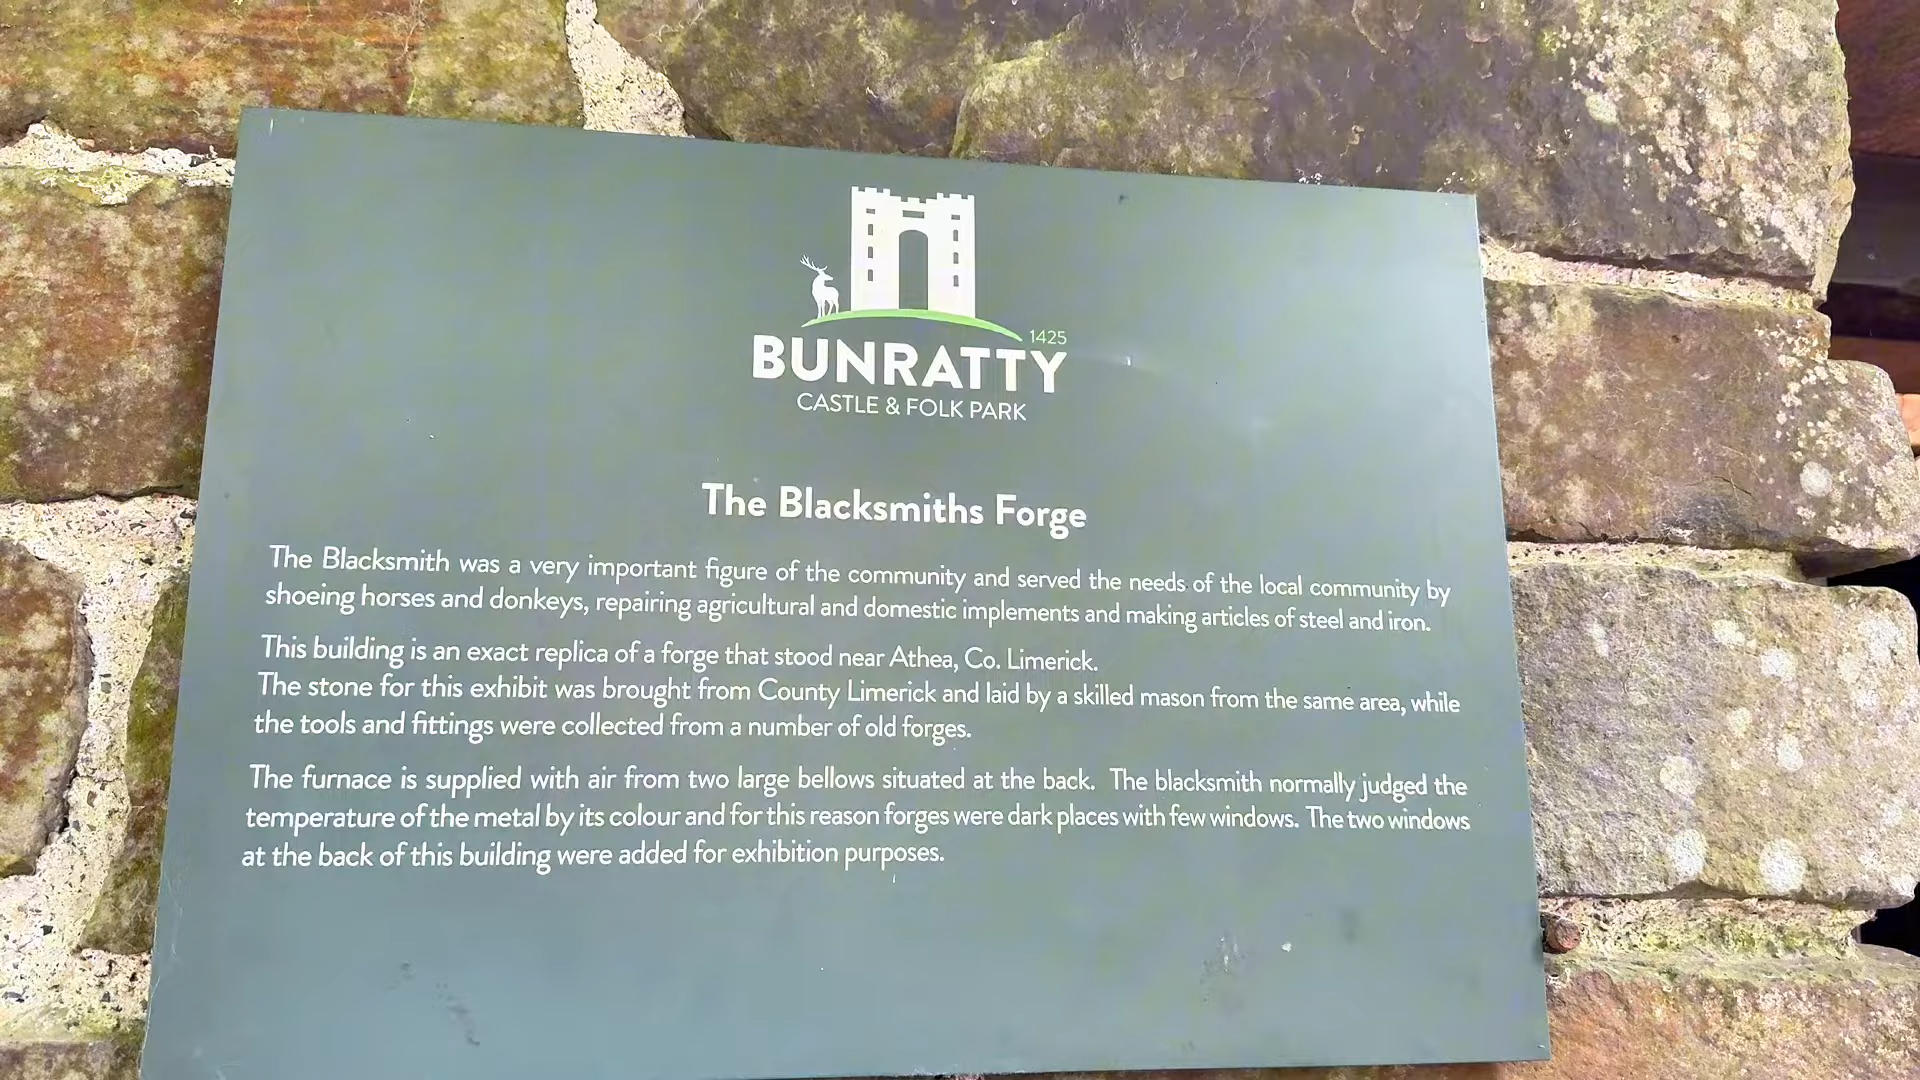 1425
BUNRATTY
CASTLE & FOLK PARK
The Blacksmiths Forge
The Blacksmith was a very important figure of the community and served the needs of the local community by
shoeing horses and donkeys, repairing agricultural and domestic implements and making articles of steel and iron.
This building is an exact replica of a forge that stood near Athea, Co. Limerick.
The stone for this exhibit was brought from County Limerick and laid by a skilled mason from the same area, while
the tools and fittings were collected from a number of old forges.
The furnace is supplied with air from two large bellows situated at the back. The blacksmith normally judged the
temperature of the metal by its colour and for this reason forges were dark places with few windows. The two windows
at the back of this building were added for exhibition purposes.